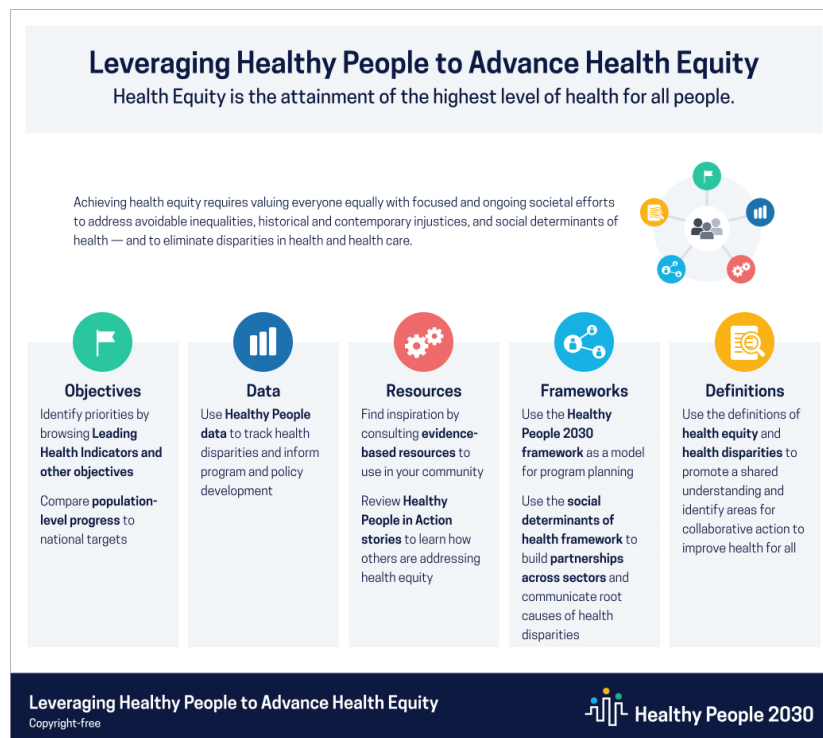 Leveraging Healthy People to Advance Health Equity
Health Equity is the attainment of the highest level of health for all people.
Achieving health equity requires valuing everyone equally with focused and ongoing societal efforts
to address avoidable inequalities, historical and contemporary injustices, and social determinants of
health — and to eliminate disparities in health and health care.
Objectives
Identify priorities by
browsing Leading
Health Indicators and
other objectives
Compare population-
level progress to
national targets
Data
Use Healthy People
data to track health
disparities and inform
program and policy
development
Resources
Find inspiration by
consulting evidence-
based resources to
use in your community
Review Healthy
People in Action
stories to learn how
others are addressing
health equity
Frameworks
Use the Healthy
People 2030
framework as a model
for program planning
Use the social
determinants of
health framework to
build partnerships
across sectors and
communicate root
causes of health
disparities
Definitions
Use the definitions of
health equity and
health disparities to
promote a shared
understanding and
identify areas for
collaborative action to
improve health for all
Leveraging Healthy People to Advance Health Equity
Copyright-free
Healthy People 2030